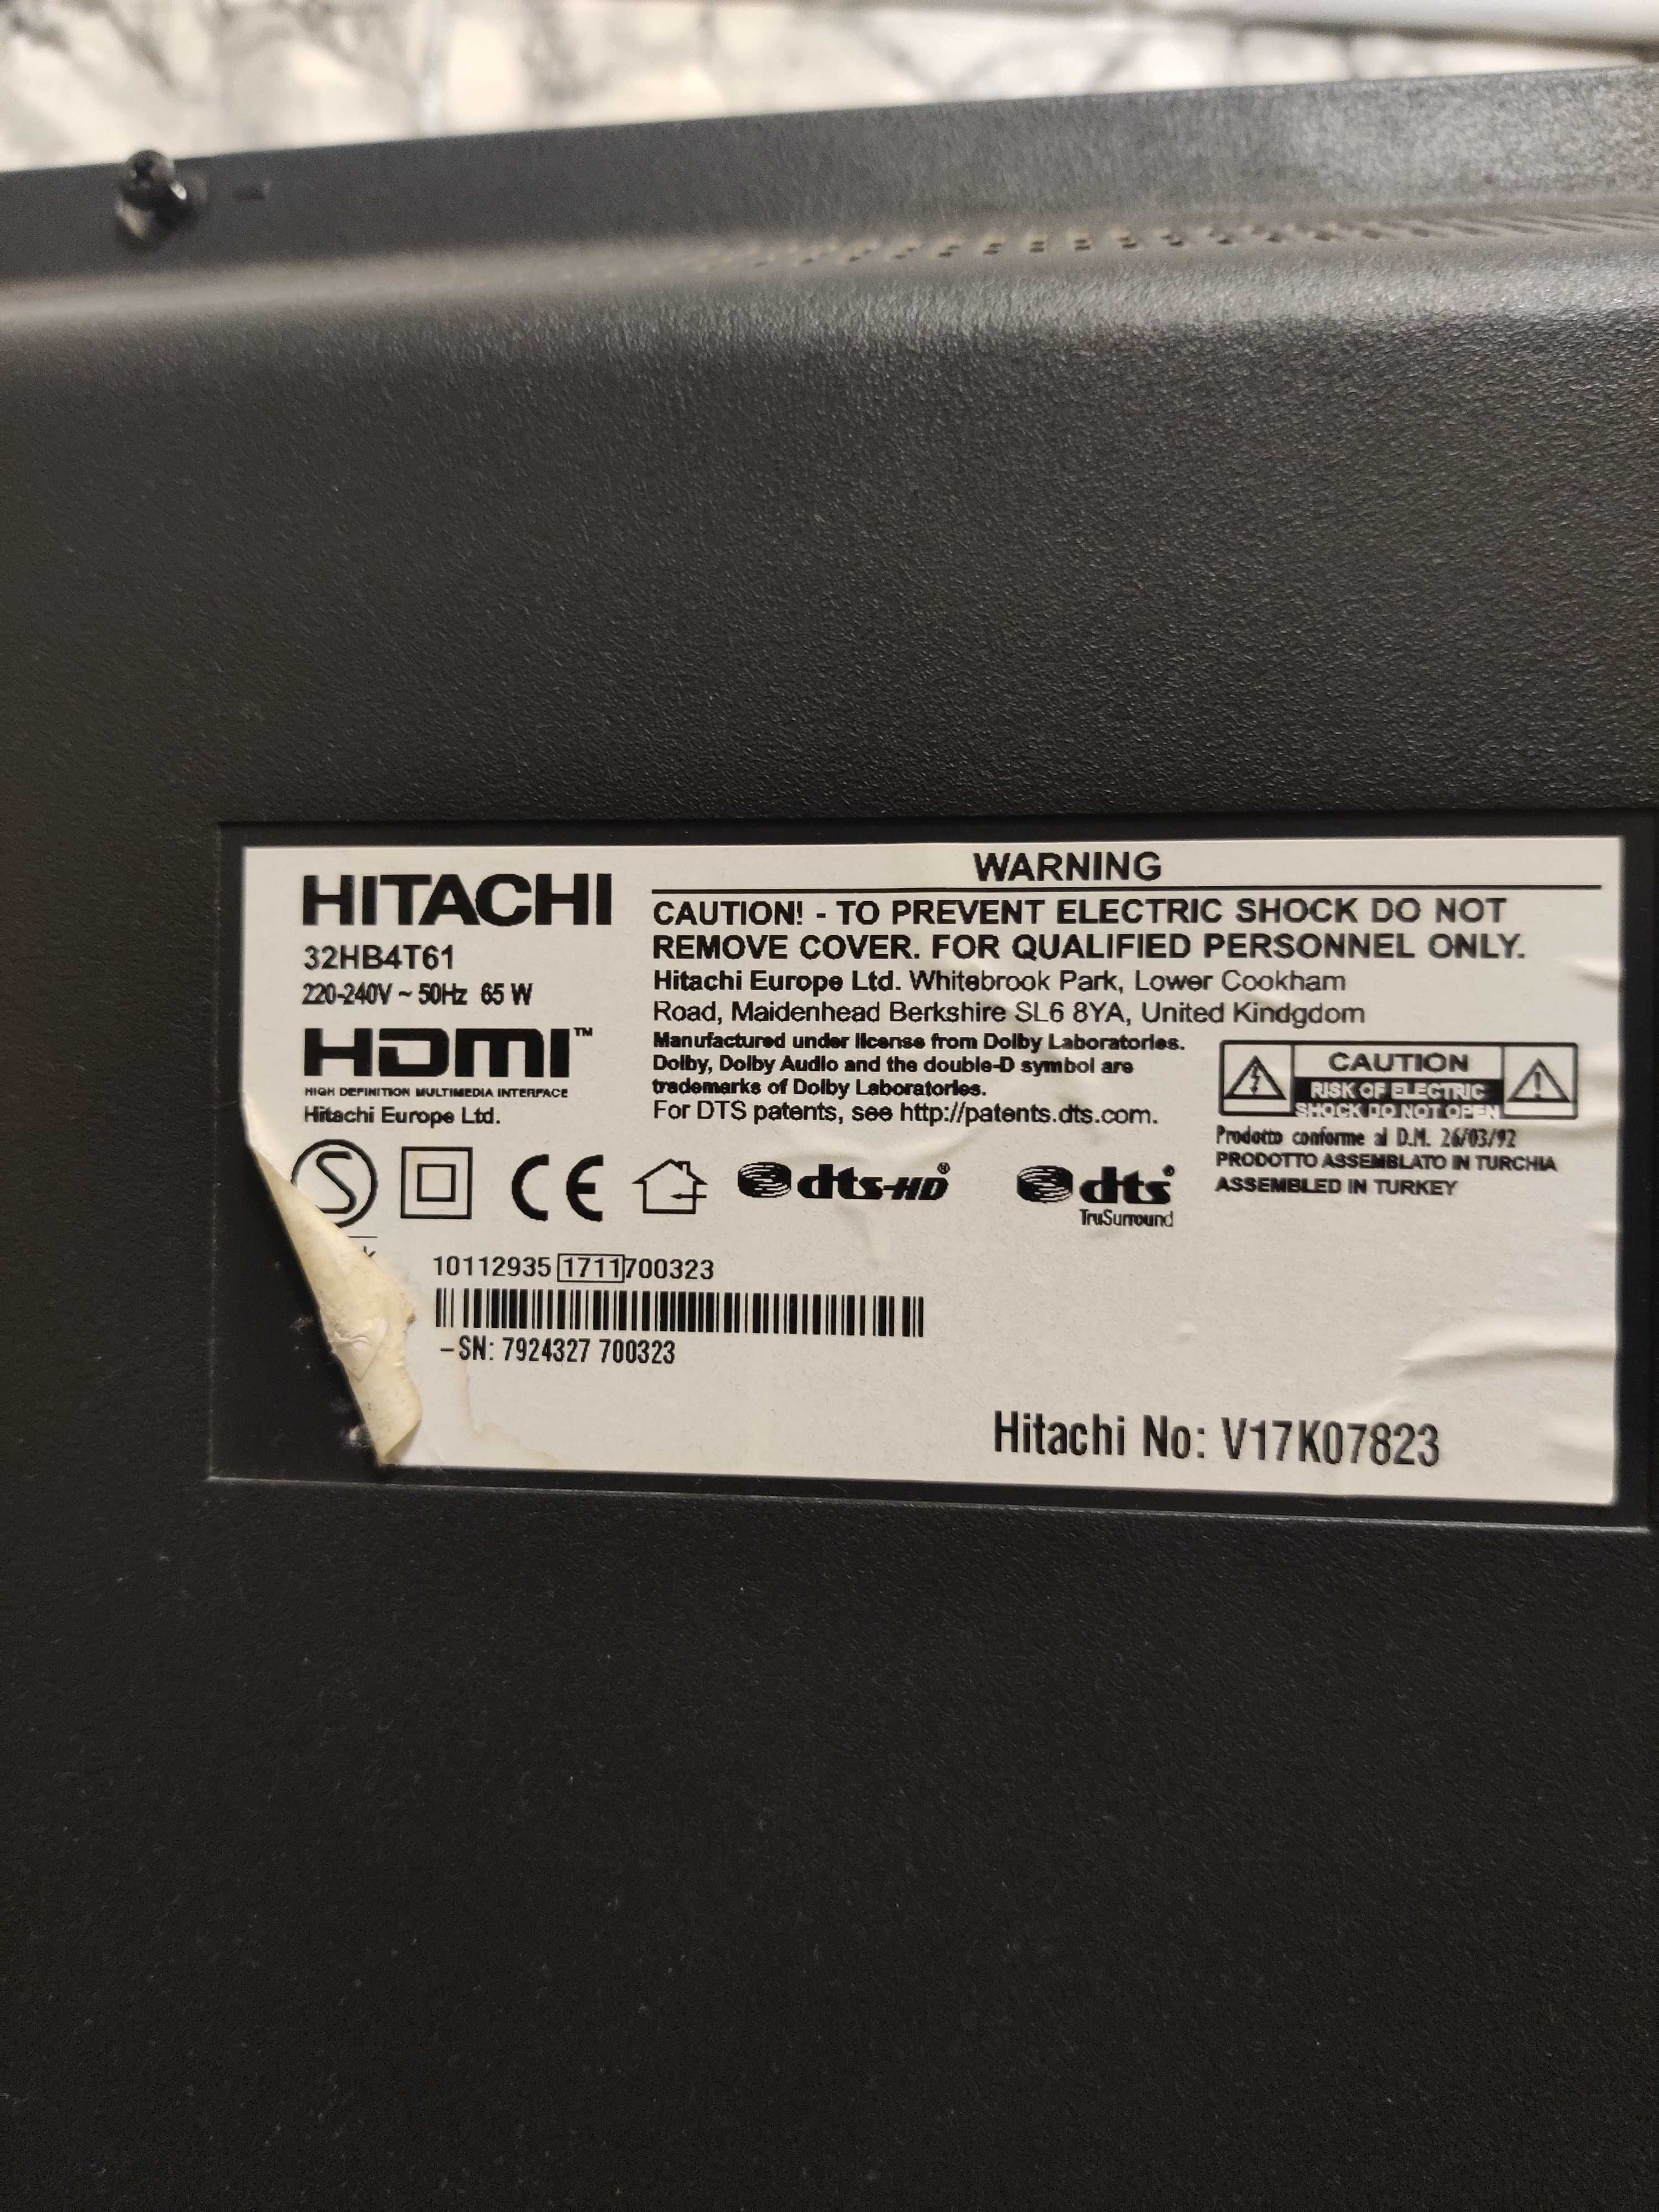 HITACHI
32HB4T61
220-240V ~ 50Hz 65 W
HDMI™
HIGH DEFINITION MULTIMEDIA INTERFACE
Hitachi Europe Ltd.
WARNING
CAUTION! - TO PREVENT ELECTRIC SHOCK DO NOT
REMOVE COVER. FOR QUALIFIED PERSONNEL ONLY.
Hitachi Europe Ltd. Whitebrook Park, Lower Cookham
Road, Maidenhead Berkshire SL6 8YA, United Kindgdom
Manufactured under license from Dolby Laboratories.
Dolby, Dolby Audio and the double-D symbol are
trademarks of Dolby Laboratories.
For DTS patents, see http://patents.dts.com.
CAUTION
RISK OF ELECTRIC
SHOCK DO NOT OPEN
Prodotto conforme al D.M. 26/03/92
PRODOTTO ASSEMBLATO IN TURCHIA
ASSEMBLED IN TURKEY
S CE dts-HD® dts®
TruSurround
10112935 1711 700323
–SN: 7924327 700323
Hitachi No: V17K07823